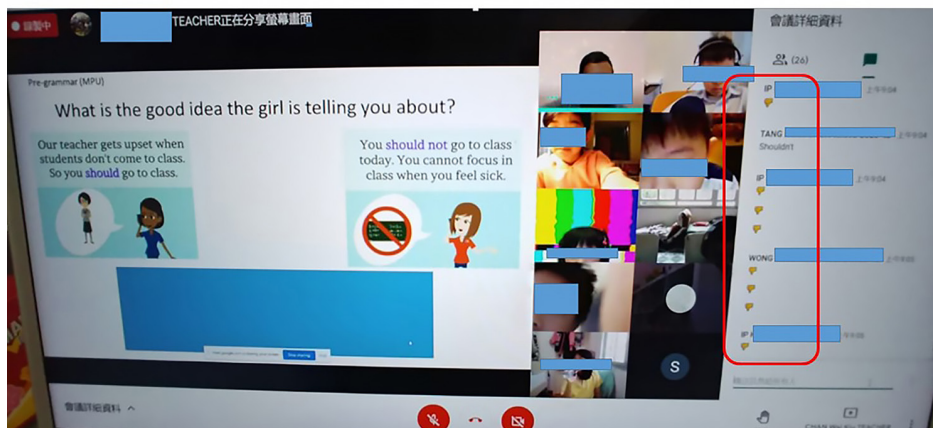 錄製中
TEACHER正在分享螢幕畫面
Pre-grammar (MPU)
What is the good idea the girl is telling you about?
Our teacher gets upset when
students don't come to class.
So you should go to class.
You should not go to class
today. You cannot focus in
class when you feel sick.
Stop sharing
S
會議詳細資料
(26)
IP
上午9:04
TANG
上午9:04
Shouldn't
IP
上午9:04
WONG
上午9:05
IP
會議詳細資料
TEACHER